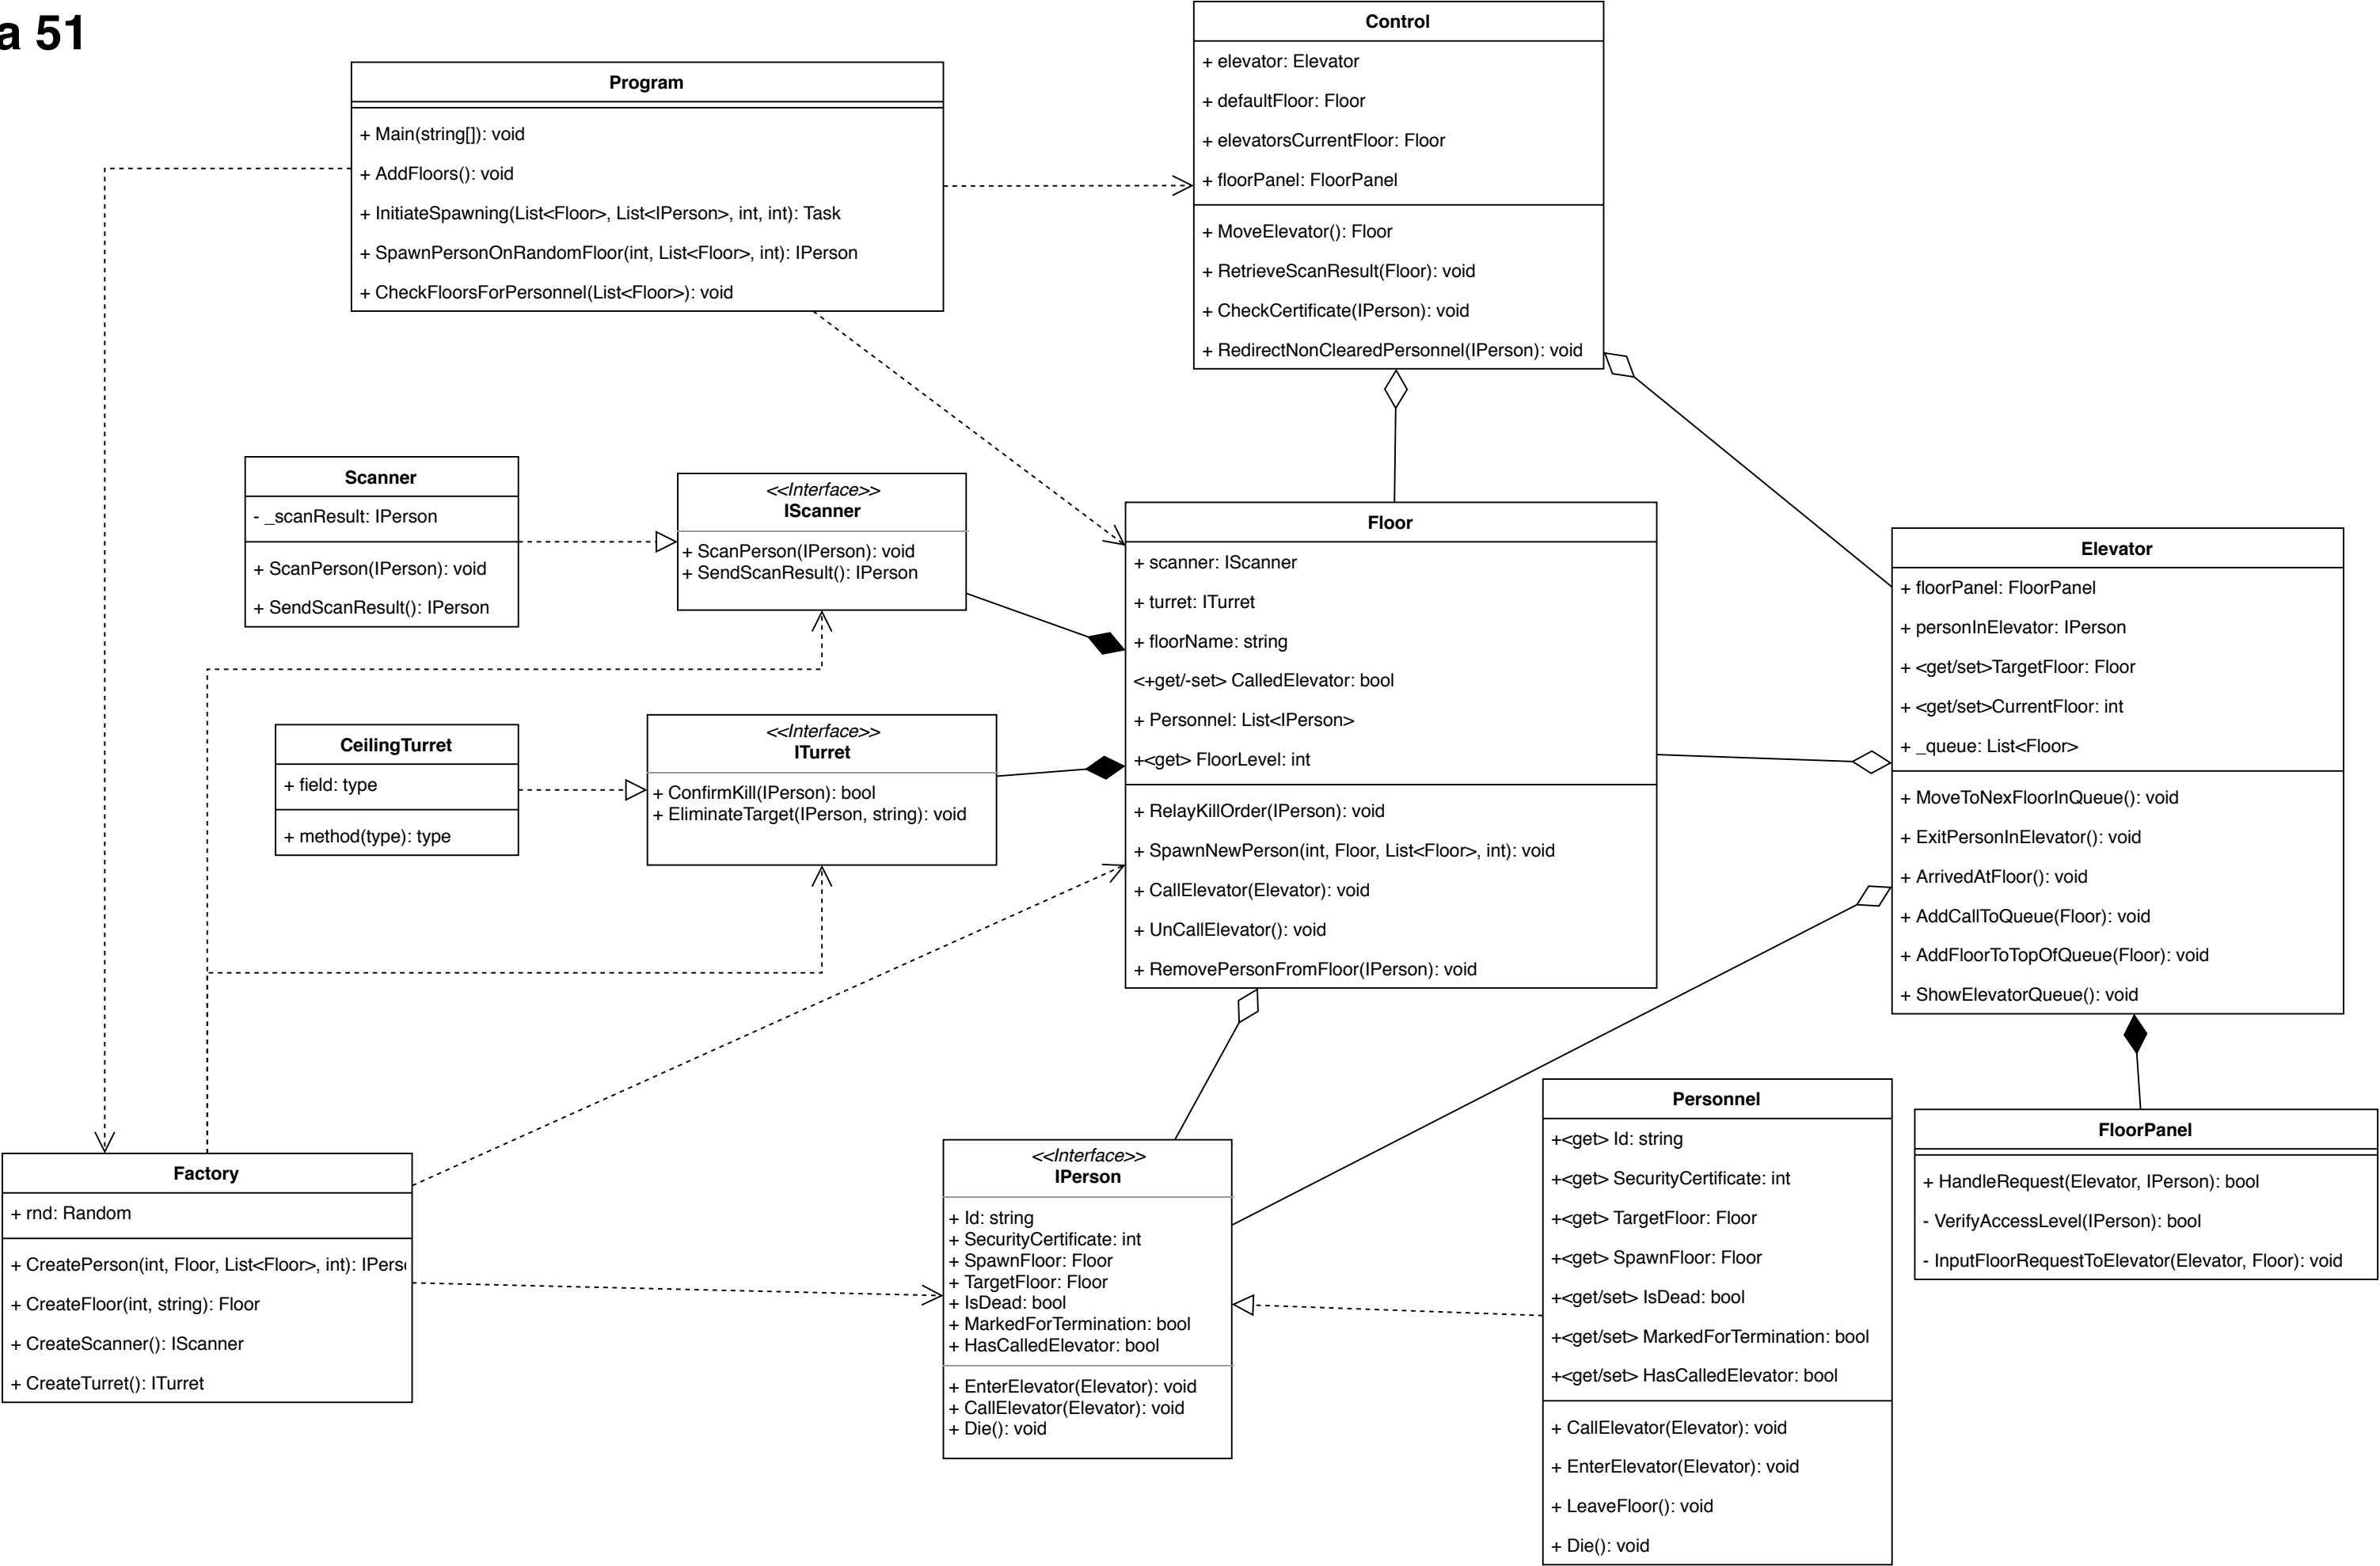 a 51
Program
+ Main(string[]): void
+ AddFloors(): void
+ InitiateSpawning(List<Floor>, List<IPerson>, int, int): Task
+ SpawnPersonOnRandomFloor(int, List<Floor>, int): IPerson
+ CheckFloorsForPersonnel(List<Floor>): void
Control
+ elevator: Elevator
+ defaultFloor: Floor
+ elevatorsCurrentFloor: Floor
+ floorPanel: FloorPanel
+ MoveElevator(): Floor
+ RetrieveScanResult(Floor): void
+ CheckCertificate(IPerson): void
+ RedirectNonClearedPersonnel(IPerson): void
Scanner
- _scanResult: IPerson
+ ScanPerson(IPerson): void
+ SendScanResult(): IPerson
<<Interface>>
IScanner
+ ScanPerson(IPerson): void
+ SendScanResult(): IPerson
CeilingTurret
+ field: type
+ method(type): type
<<Interface>>
ITurret
+ ConfirmKill(IPerson): bool
+ EliminateTarget(IPerson, string): void
Floor
+ scanner: IScanner
+ turret: ITurret
+ floorName: string
<+get/-set> CalledElevator: bool
+ Personnel: List<IPerson>
+<get> FloorLevel: int
+ RelayKillOrder(IPerson): void
+ SpawnNewPerson(int, Floor, List<Floor>, int): void
+ CallElevator(Elevator): void
+ UnCallElevator(): void
+ RemovePersonFromFloor(IPerson): void
Elevator
+ floorPanel: FloorPanel
+ personInElevator: IPerson
+ <get/set>TargetFloor: Floor
+ <get/set>CurrentFloor: int
+ _queue: List<Floor>
+ MoveToNexFloorInQueue(): void
+ ExitPersonInElevator(): void
+ ArrivedAtFloor(): void
+ AddCallToQueue(Floor): void
+ AddFloorToTopOfQueue(Floor): void
+ ShowElevatorQueue(): void
Factory
+ rnd: Random
+ CreatePerson(int, Floor, List<Floor>, int): IPers
+ CreateFloor(int, string): Floor
+ CreateScanner(): IScanner
+ CreateTurret(): ITurret
<<Interface>>
IPerson
+ Id: string
+ SecurityCertificate: int
+ SpawnFloor: Floor
+ TargetFloor: Floor
+ IsDead: bool
+ MarkedForTermination: bool
+ HasCalledElevator: bool
+ EnterElevator(Elevator): void
+ CallElevator(Elevator): void
+ Die(): void
Personnel
+<get> Id: string
+<get> SecurityCertificate: int
+<get> TargetFloor: Floor
+<get> SpawnFloor: Floor
+<get/set> IsDead: bool
+<get/set> MarkedForTermination: bool
+<get/set> HasCalledElevator: bool
+ CallElevator(Elevator): void
+ EnterElevator(Elevator): void
+ LeaveFloor(): void
+ Die(): void
FloorPanel
+ HandleRequest(Elevator, IPerson): bool
- VerifyAccessLevel(IPerson): bool
- InputFloorRequestToElevator(Elevator, Floor): void